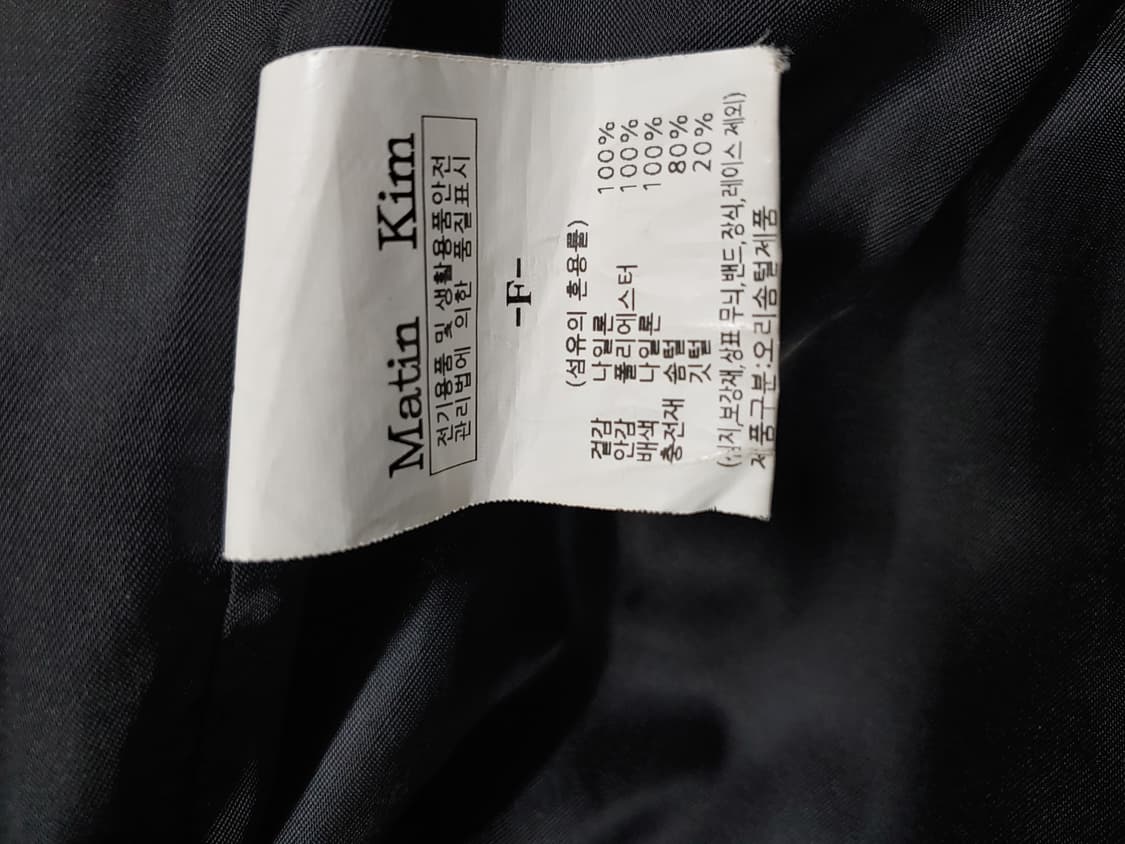 Matin Kim
전기용품 및 생활용품안전
관리법에 의한 품질표시
-F-
(섬유의 혼용률)
겉감 나일론 100%
안감 폴리에스터 100%
배색 나일론 100%
충전재 솜털 80%
깃털 20%
(심지,보강재,상표무늬,밴드,장식,레이스 제외)
제품구분:오리솜털제품